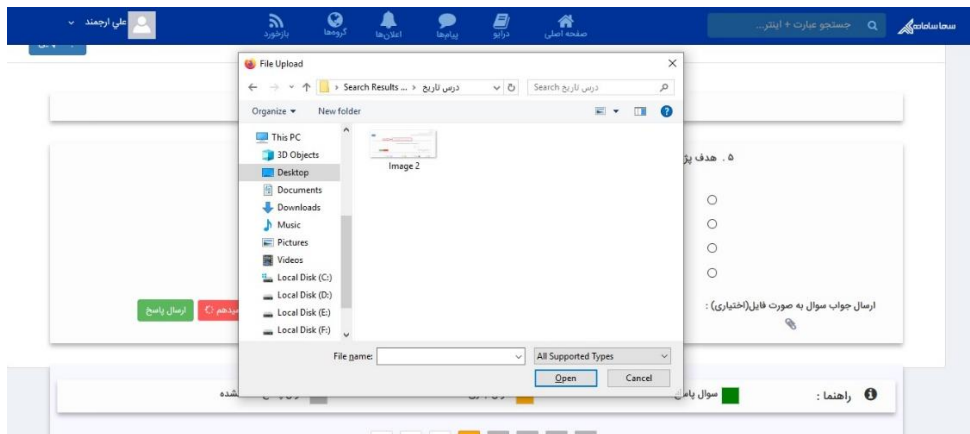 سما سامانه
جستجو عبارت + اینتر...
صفحه اصلی
درایو
پیام‌ها
اعلان‌ها
گروه‌ها
بازخورد
علی ارجمند
File Upload
Search Results ... › درس تاریخ
Search درس تاریخ
Organize
New folder
This PC
3D Objects
Desktop
Documents
Downloads
Music
Pictures
Videos
Local Disk (C:)
Local Disk (D:)
Local Disk (E:)
Local Disk (F:)
Image 2
File name:
All Supported Types
Open
Cancel
۵ . هدف
ارسال جواب سوال به صورت فایل(اختیاری) :
ارسال پاسخ
راهنما :
سوال
شده